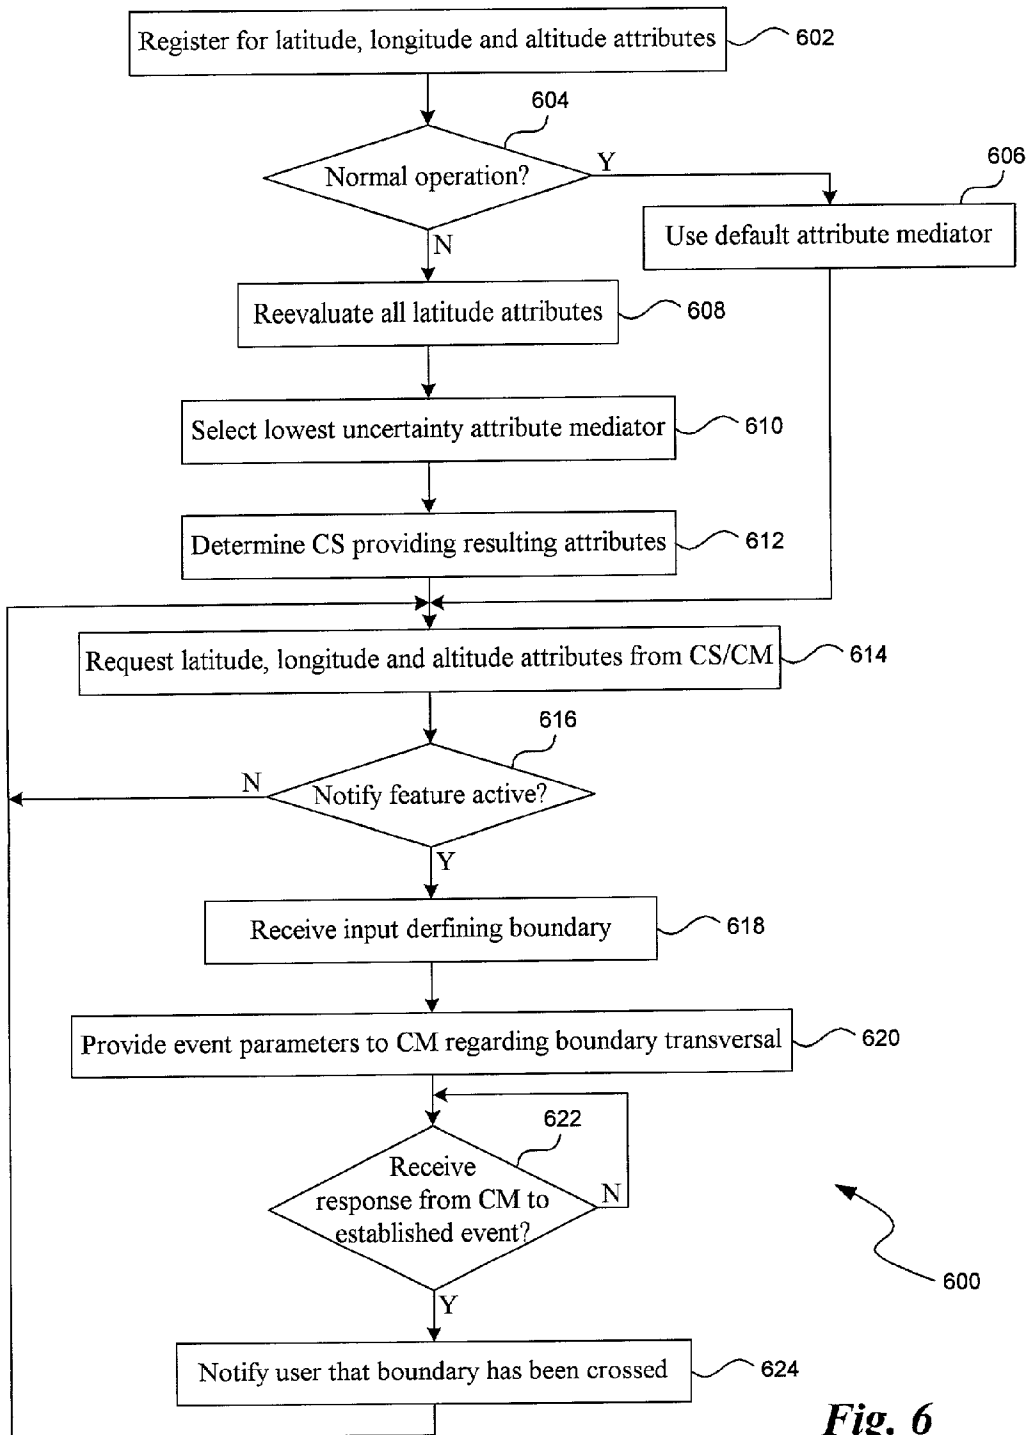 Register for latitude, longitude and altitude attributes
602
604
Normal operation?
Y
606
Use default attribute mediator
N
Reevaluate all latitude attributes
608
Select lowest uncertainty attribute mediator
610
Determine CS providing resulting attributes
612
Request latitude, longitude and altitude attributes from CS/CM
614
616
Notify feature active?
N
Y
Receive input derfining boundary
618
Provide event parameters to CM regarding boundary transversal
620
622
Receive
response from CM to
established event?
N
Y
600
Notify user that boundary has been crossed
624
Fig. 6